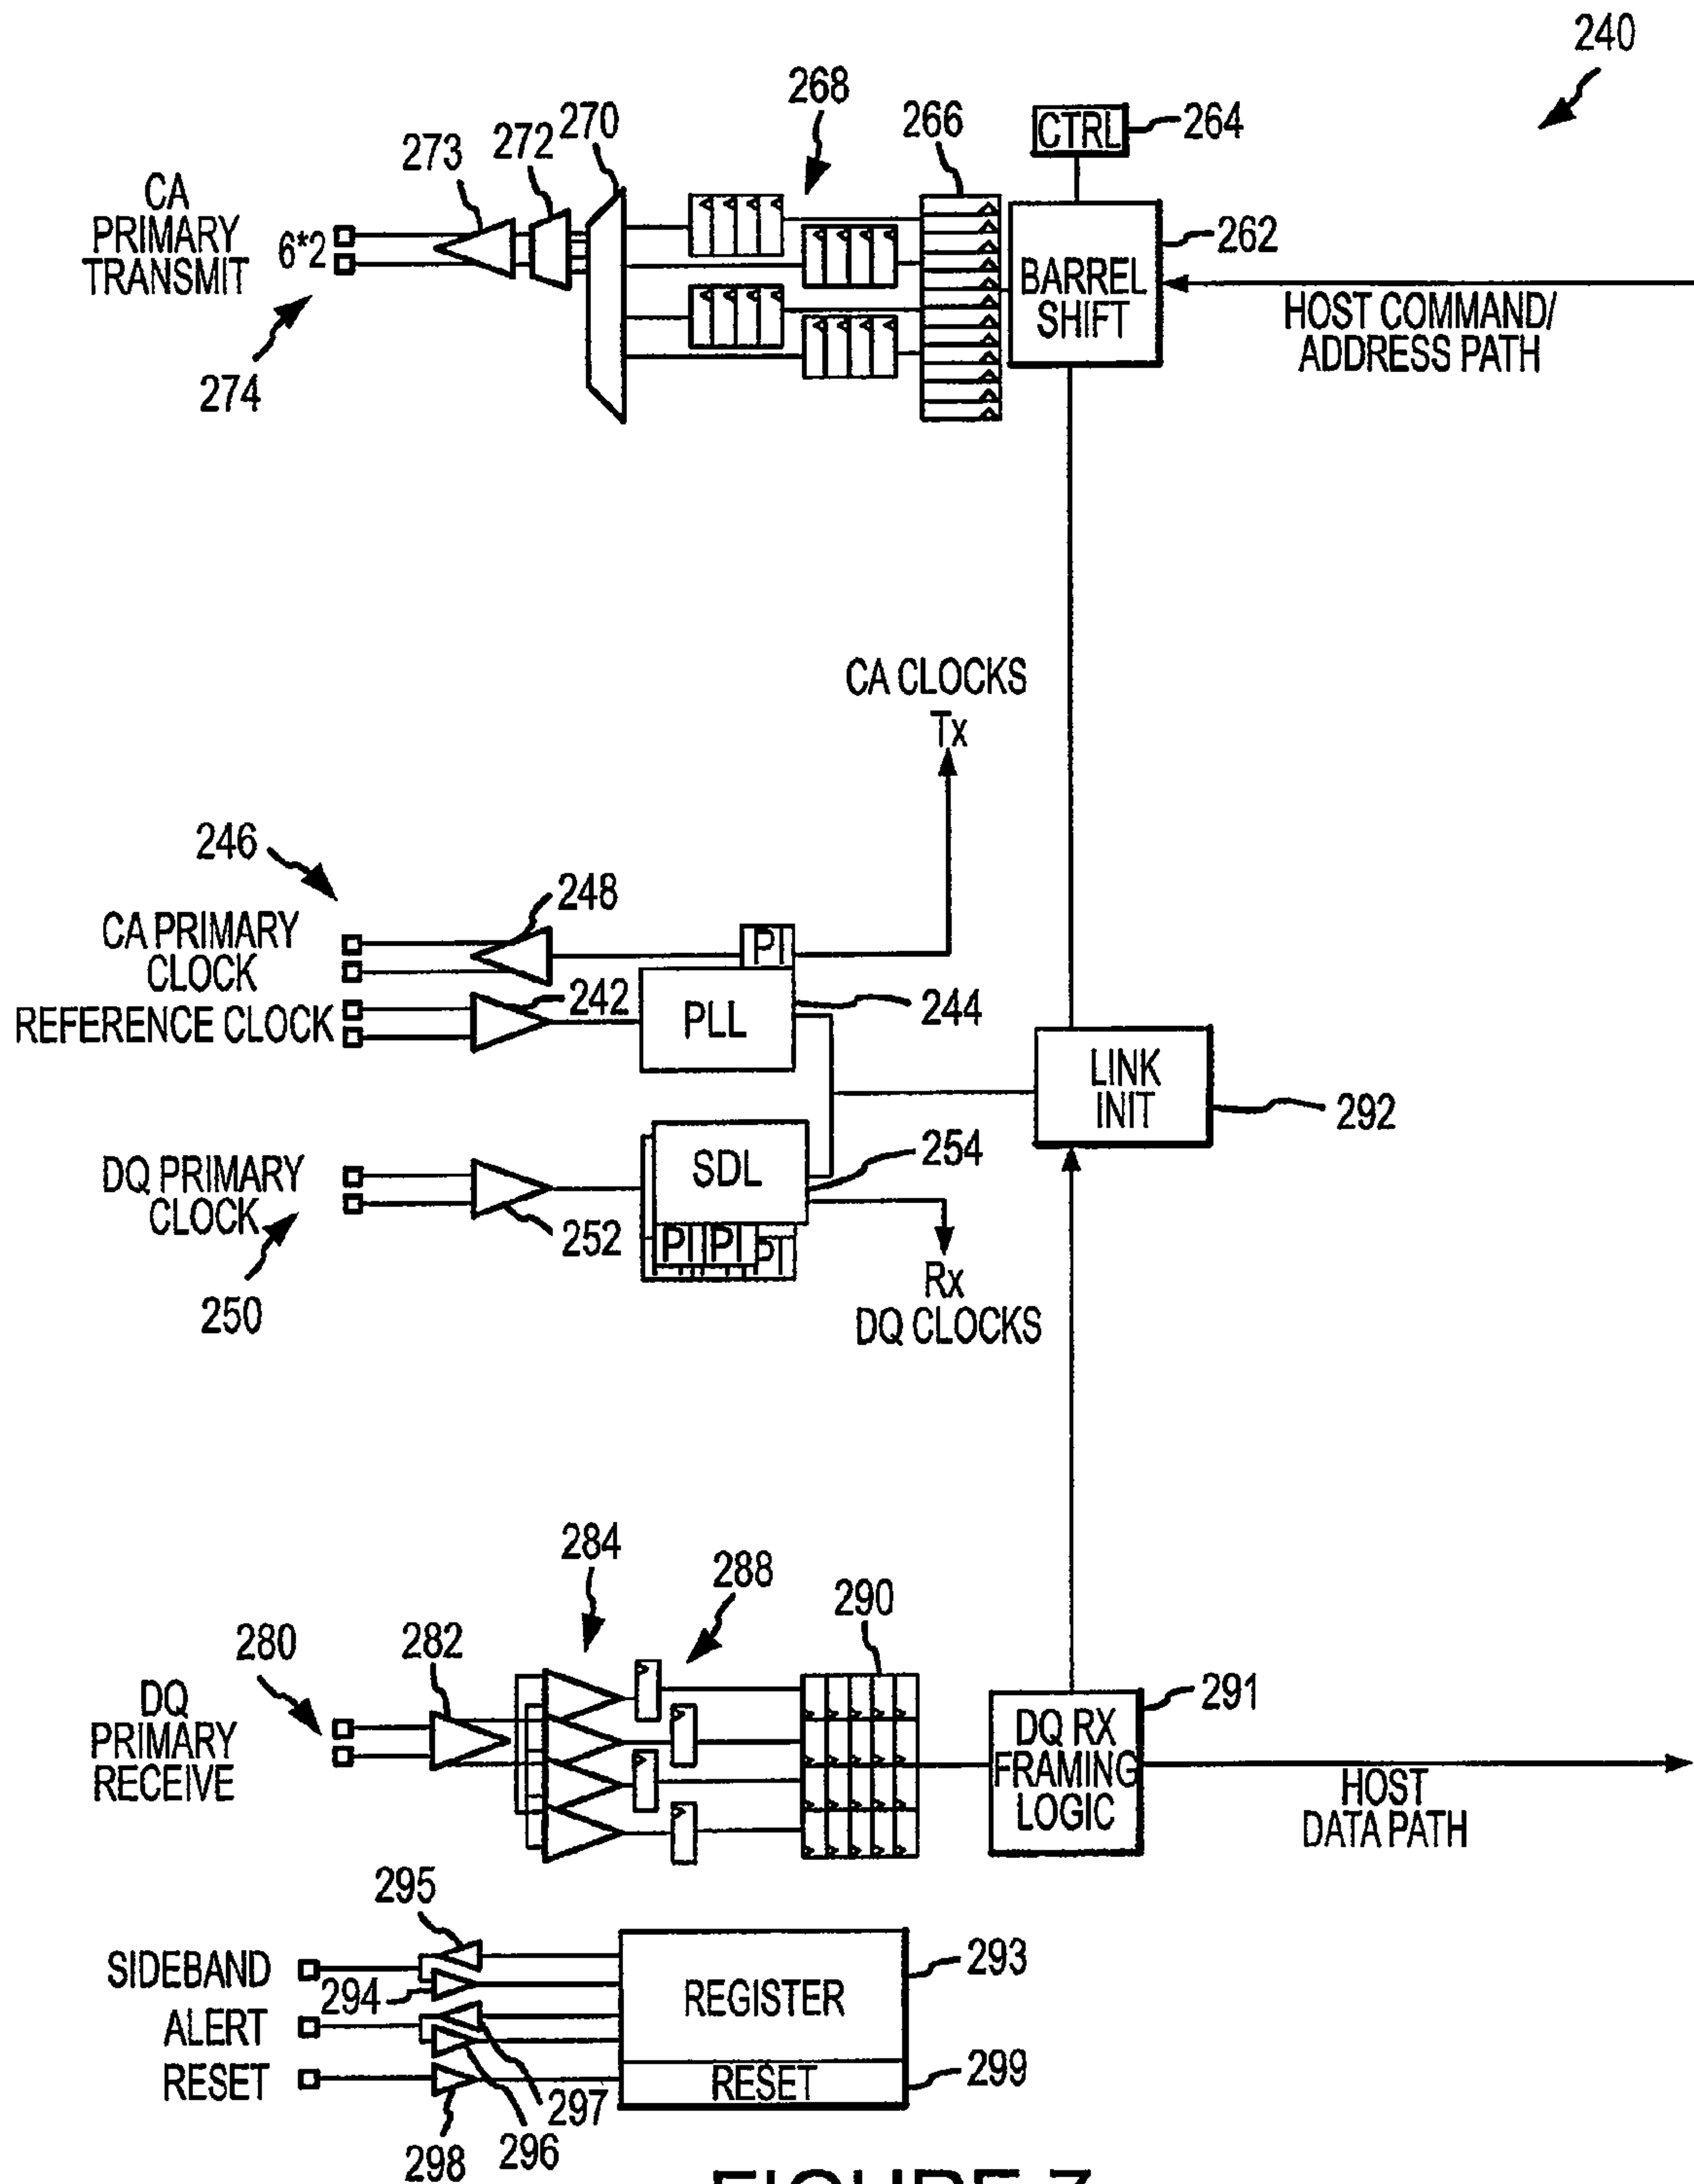 240
268
266
CTRL
264
270
272
273
CA
PRIMARY
TRANSMIT
6*2
BARREL
SHIFT
262
HOST COMMAND/
ADDRESS PATH
274
CA CLOCKS
Tx
246
248
CA PRIMARY
CLOCK
PI
REFERENCE CLOCK
242
PLL
244
LINK
INIT
292
DQ PRIMARY
CLOCK
252
SDL
254
PI
PI
PI
250
Rx
DQ CLOCKS
284
288
290
280
282
DQ
PRIMARY
RECEIVE
DQ RX
FRAMING
LOGIC
291
HOST
DATA PATH
295
SIDEBAND
294
ALERT
RESET
REGISTER
293
RESET
299
297
296
298
FIGURE 7